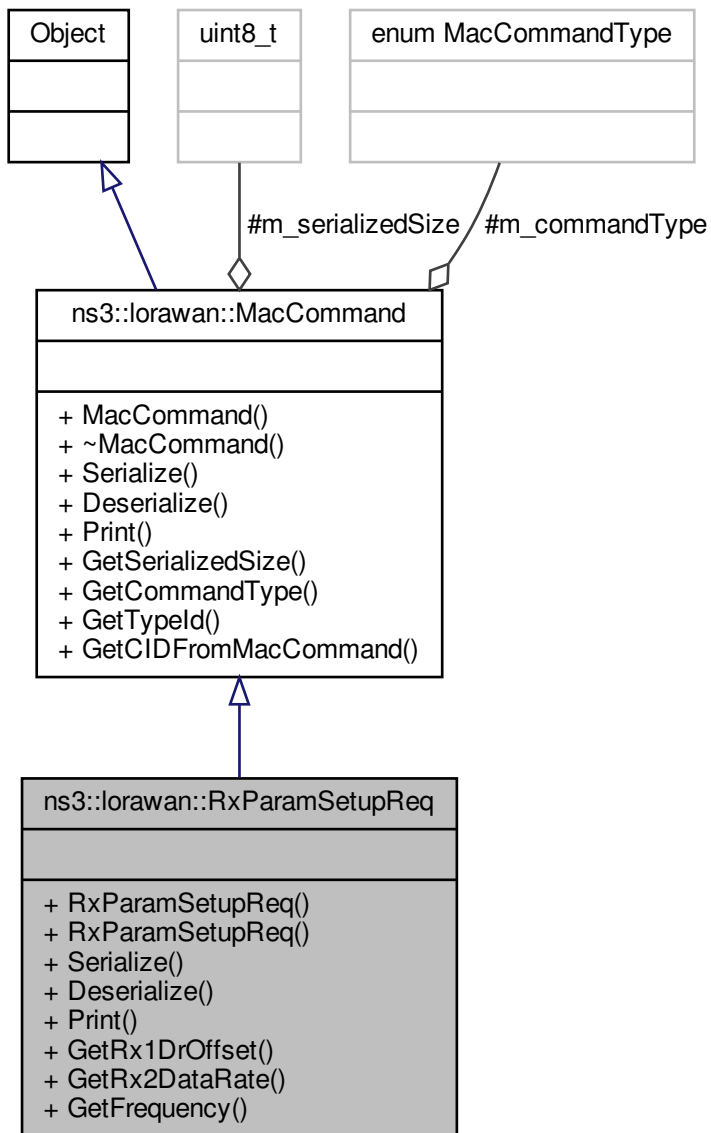 Object
uint8_t
enum MacCommandType
#m_serializedSize
#m_commandType
ns3::lorawan::MacCommand
+ MacCommand()
+ ~MacCommand()
+ Serialize()
+ Deserialize()
+ Print()
+ GetSerializedSize()
+ GetCommandType()
+ GetTypeId()
+ GetCIDFromMacCommand()
ns3::lorawan::RxParamSetupReq
+ RxParamSetupReq()
+ RxParamSetupReq()
+ Serialize()
+ Deserialize()
+ Print()
+ GetRx1DrOffset()
+ GetRx2DataRate()
+ GetFrequency()